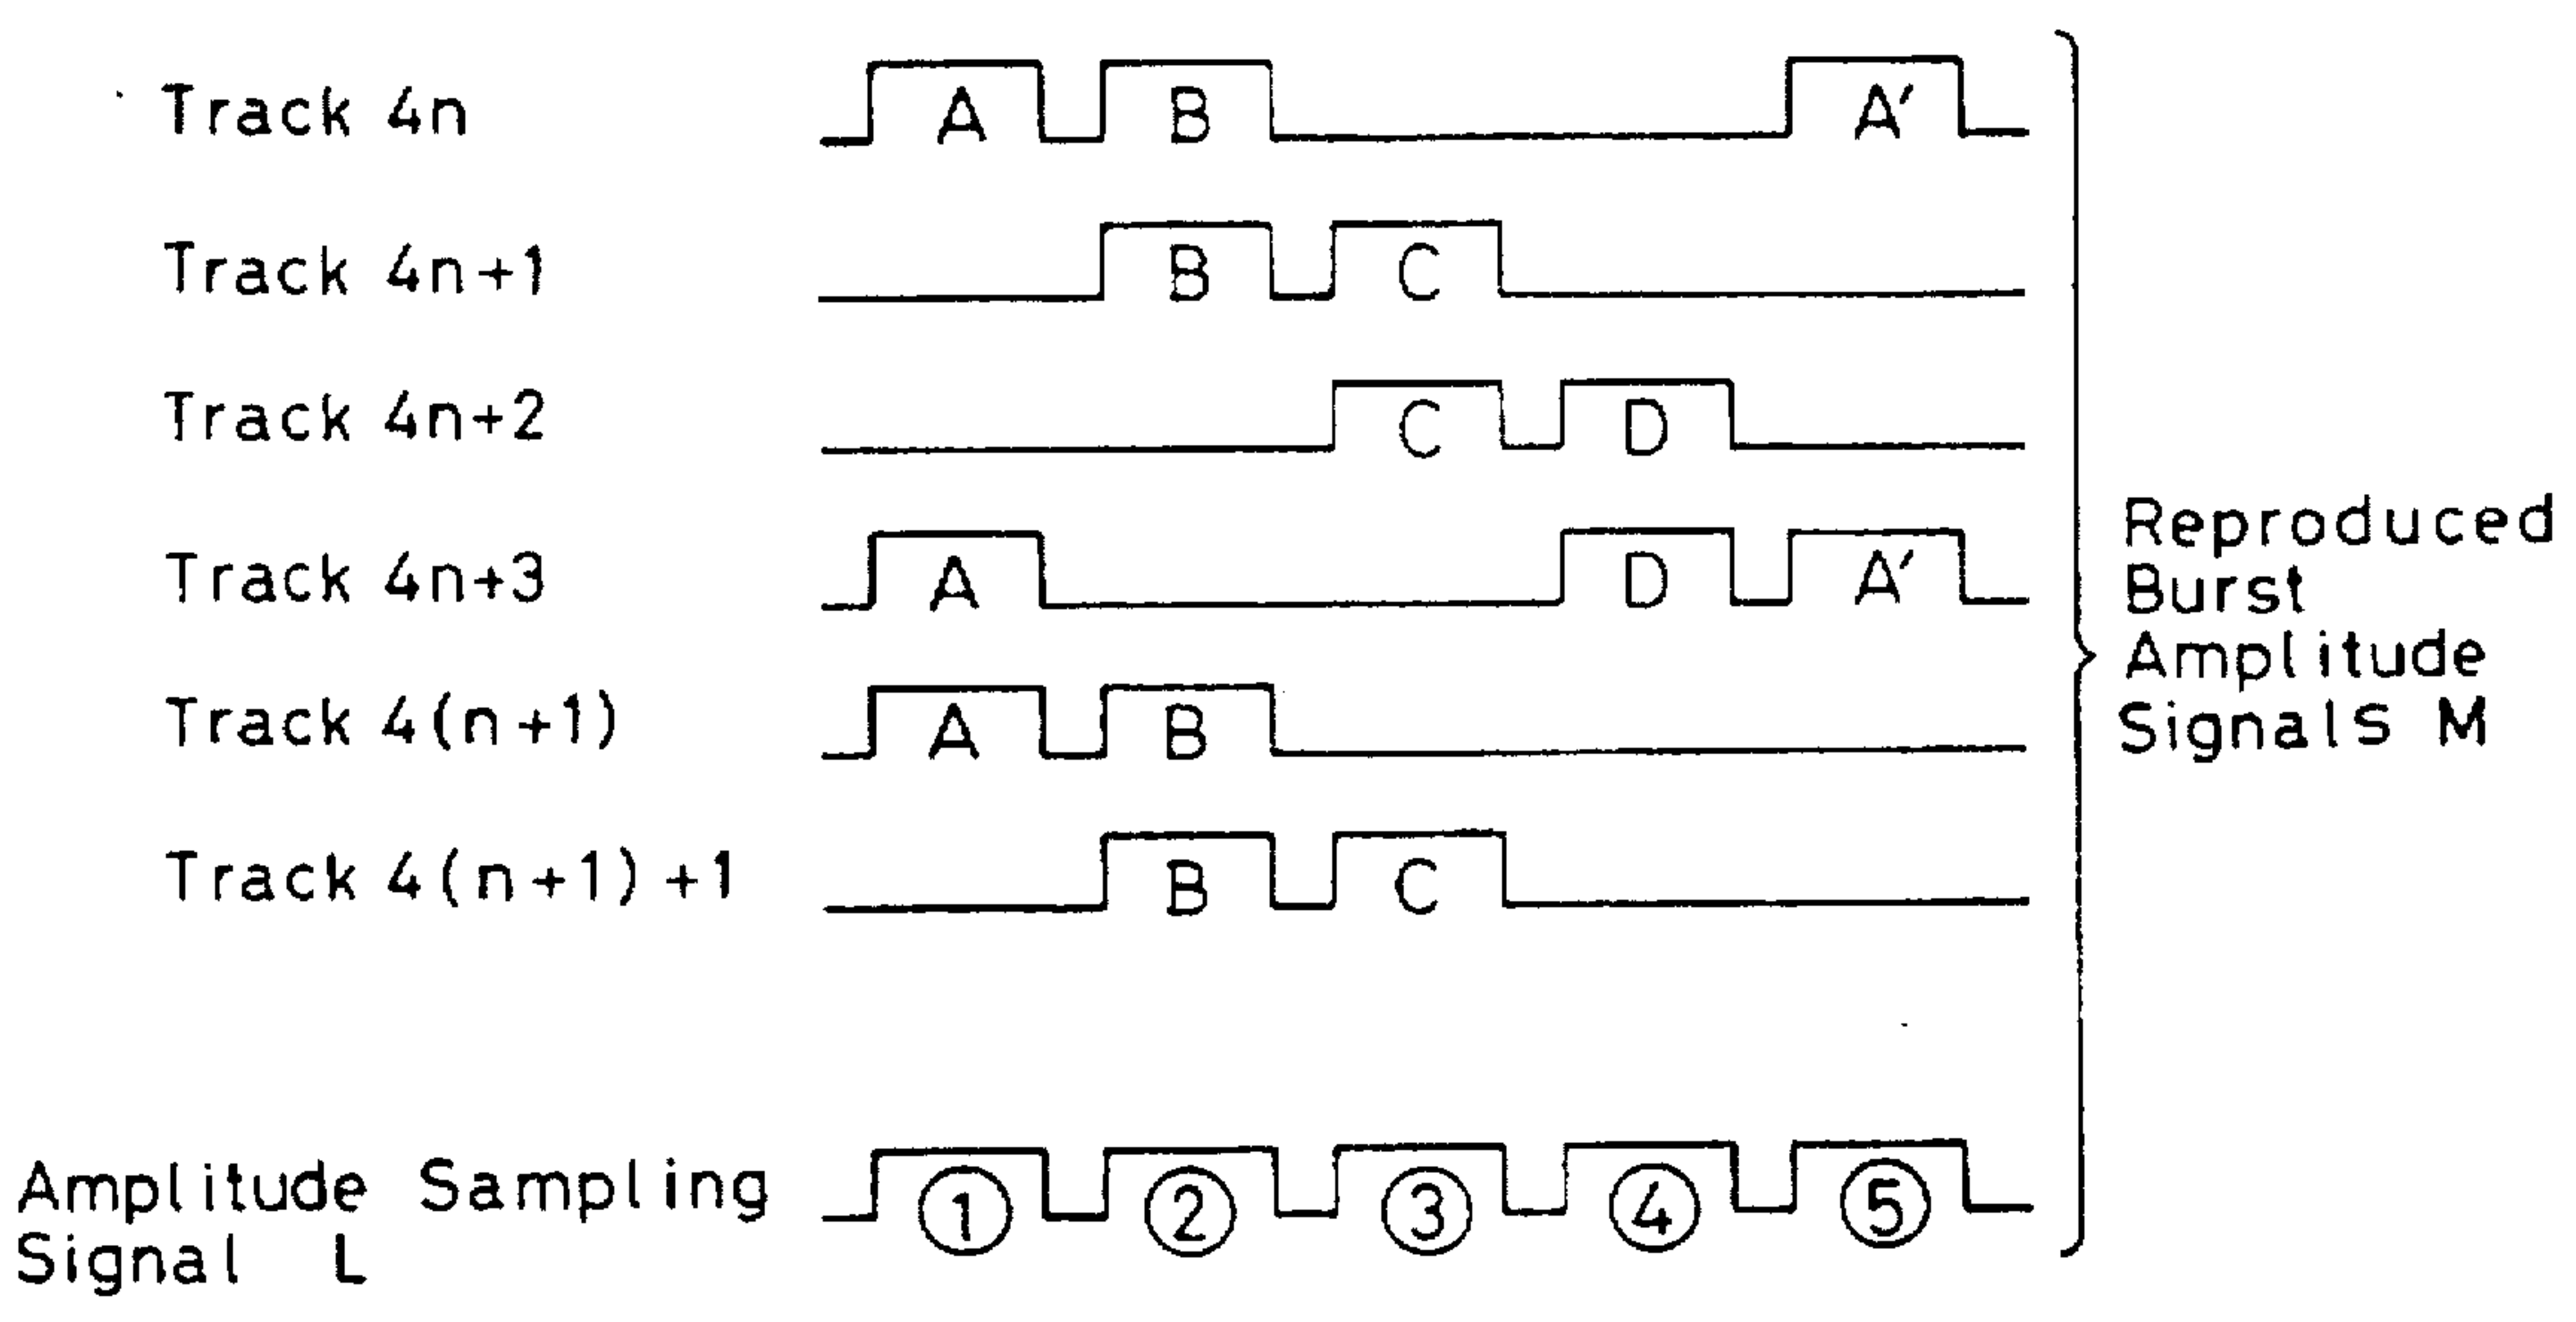 Track 4n A B A′
Track 4n+1 B C
Track 4n+2 C D
Track 4n+3 A D A′
Track 4(n+1) A B
Track 4(n+1)+1 B C
Reproduced
Burst
Amplitude
Signals M
Amplitude Sampling
Signal L
① ② ③ ④ ⑤